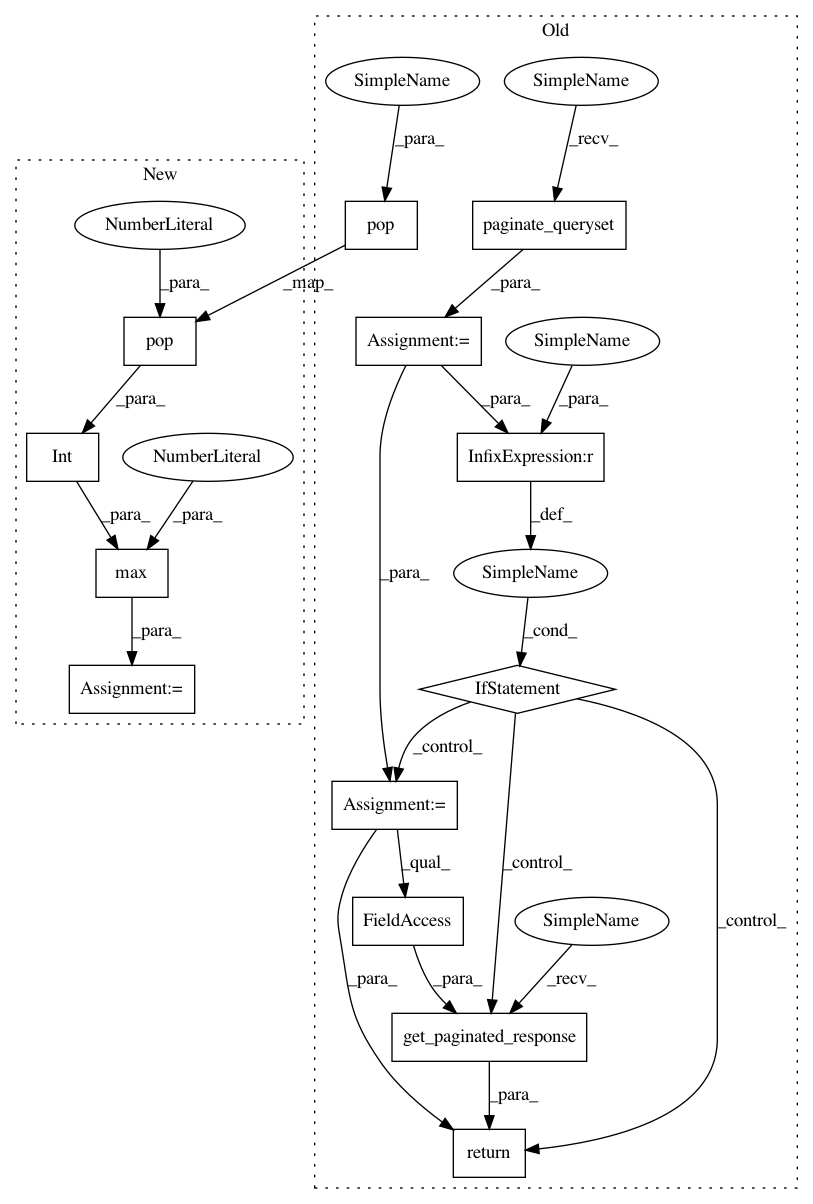 Old
SimpleName
SimpleName
_para_
_recv_
New
NumberLiteral
pop
paginate_queryset
_para_
_map_
_para_
pop
Assignment:=
SimpleName
_para_
_para_
_para_
Int
NumberLiteral
InfixExpression:r
_para_
_para_
_def_
max
_para_
SimpleName
_para_
_cond_
Assignment:=
IfStatement
_control_
Assignment:=
_qual_
_control_
FieldAccess
SimpleName
_control_
_para_
_para_
_recv_
get_paginated_response
_para_
return